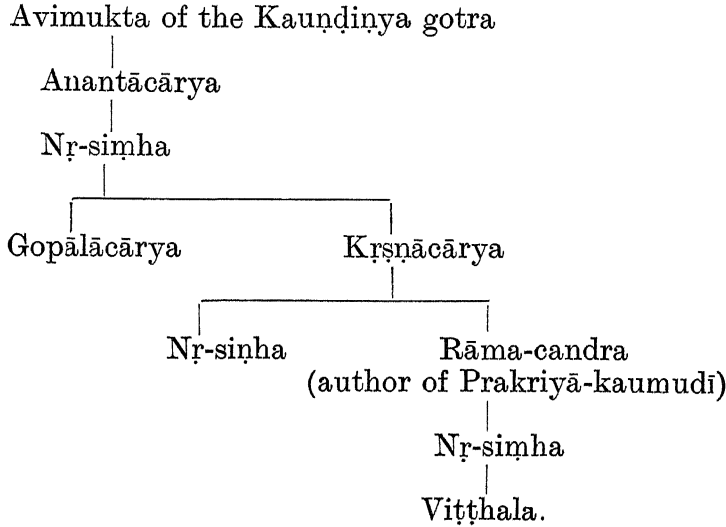 Avimukta of the Kauṇḍiṇya gotra
Anantācārya
Nṛ-siṃha
Gopālācārya Kṛṣṇācārya
Nṛ-siṇha Rāma-candra
(author of Prakriyā-kaumudī)
Nṛ-siṃha
Viṭṭhala.